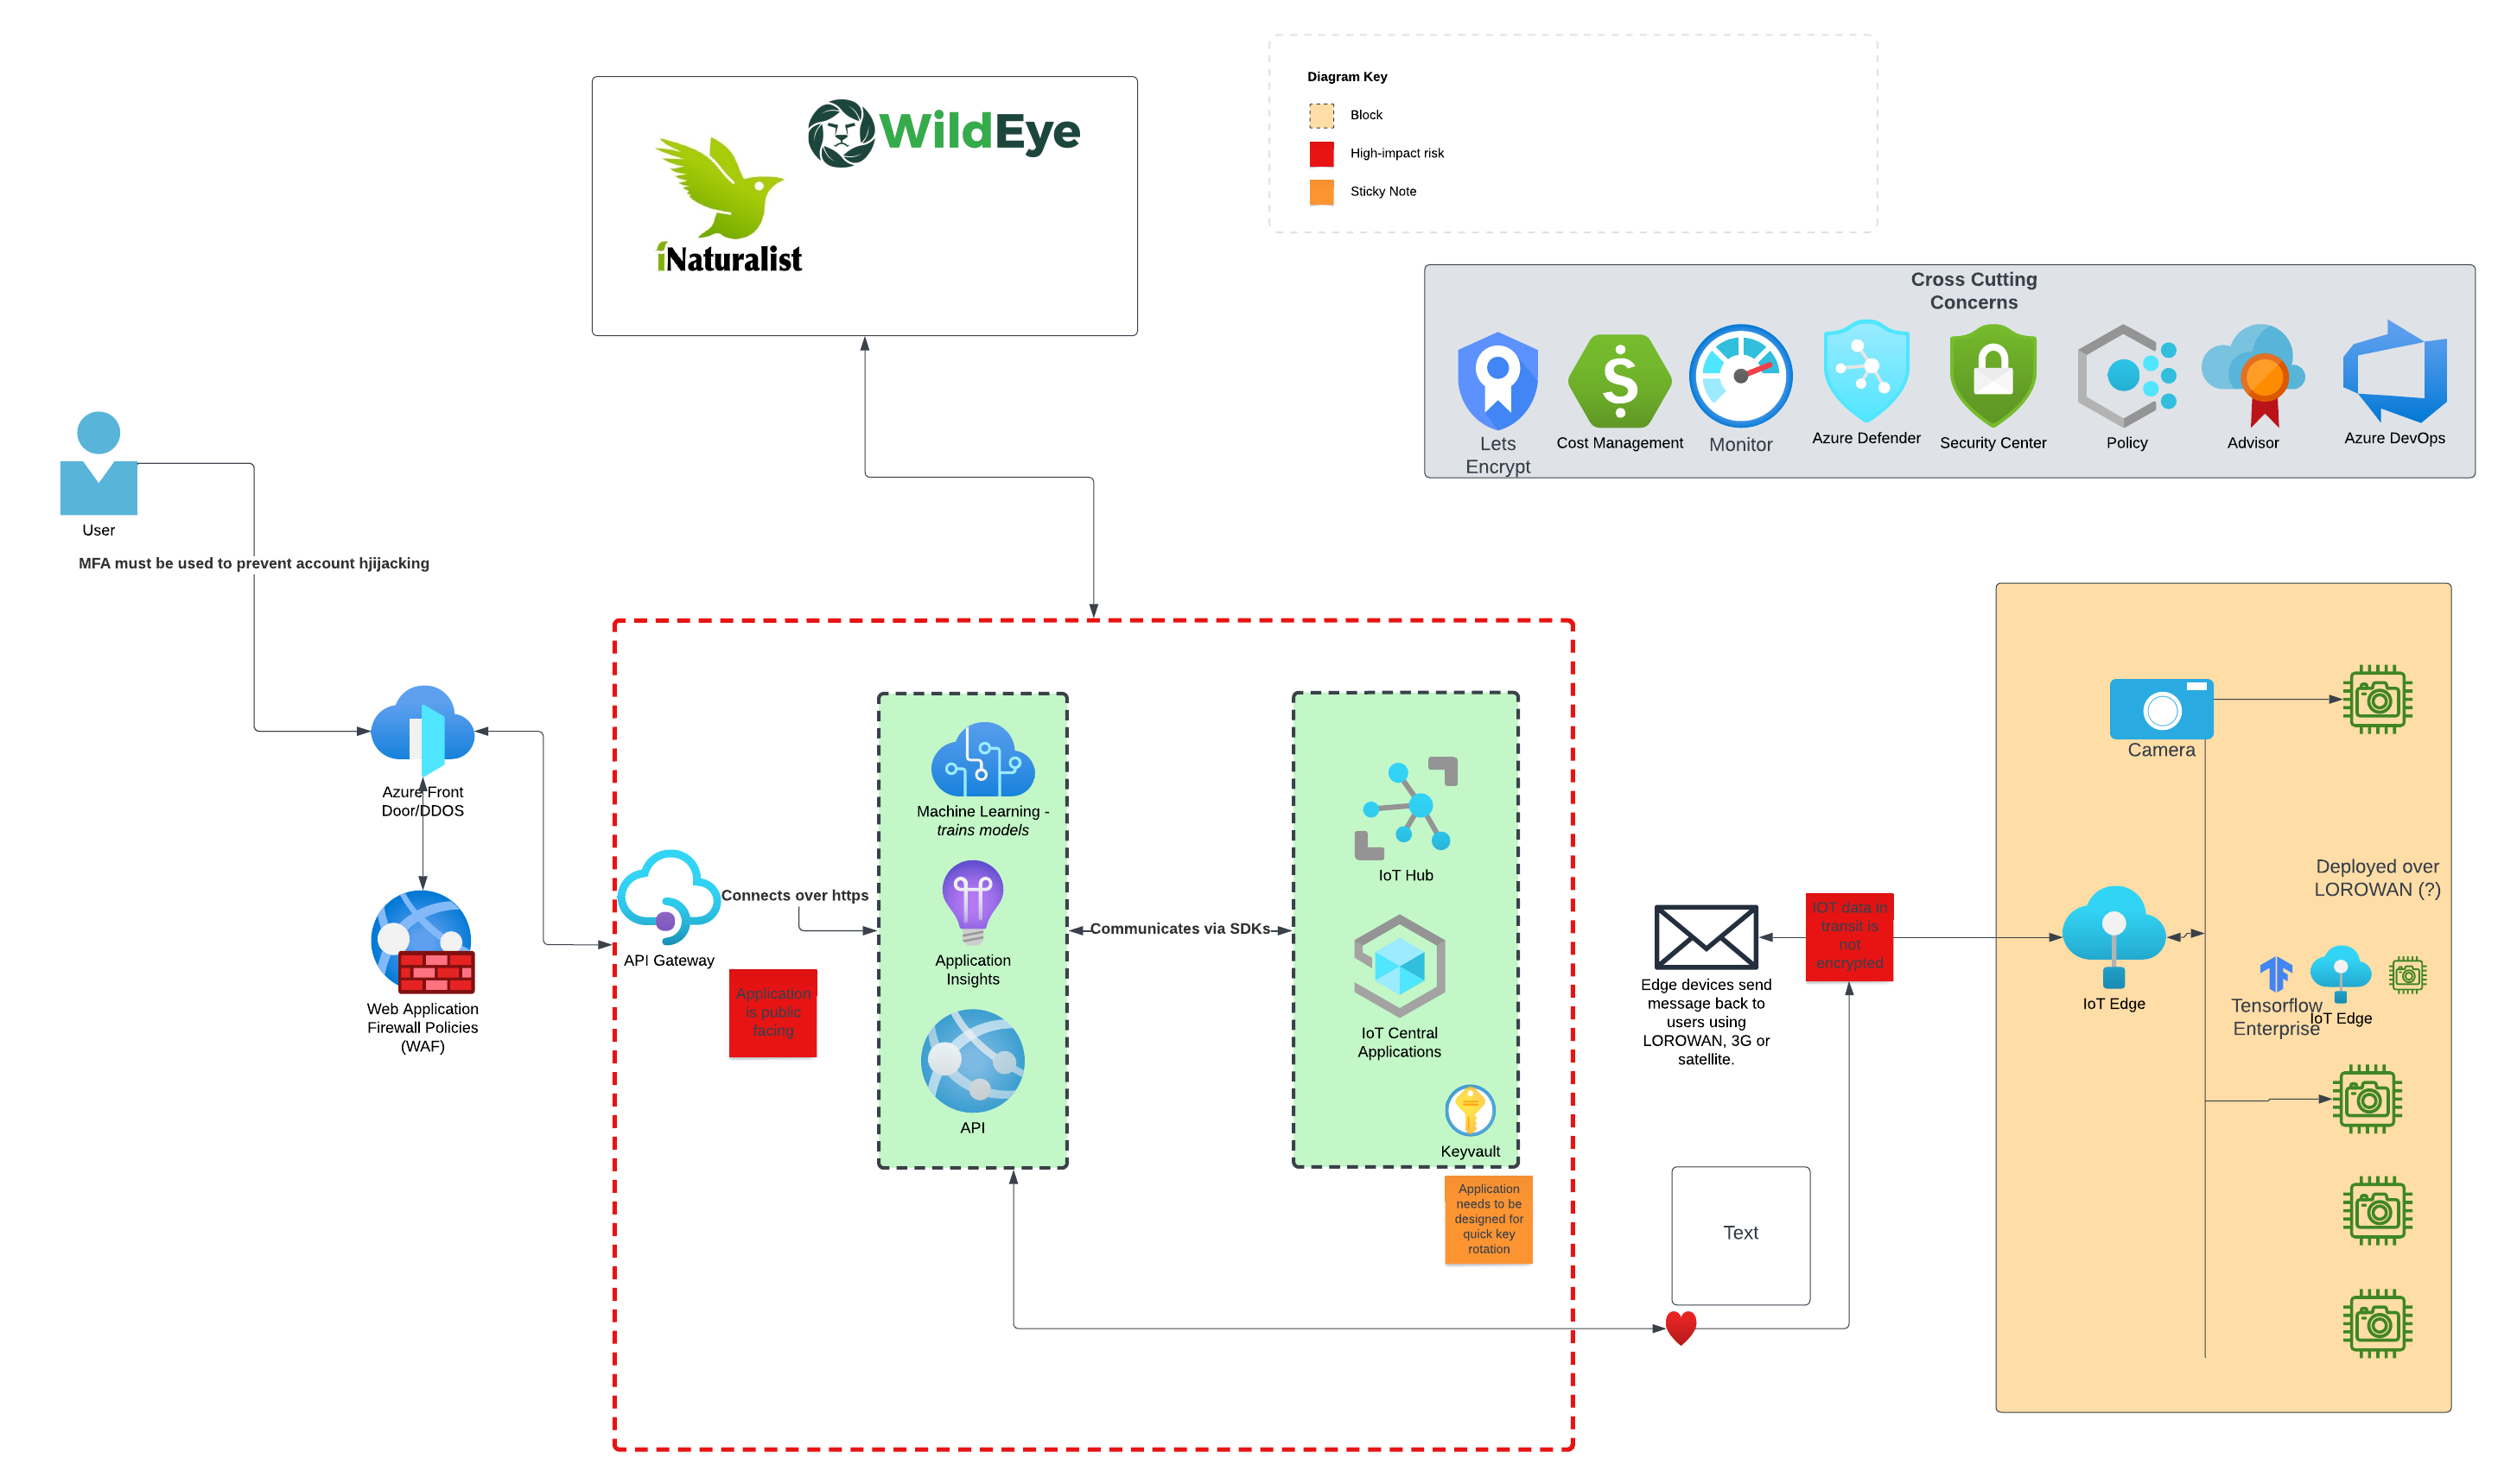 WildEye
iNaturalist
Diagram Key
Block
High-impact risk
Sticky Note
Cross Cutting
Concerns
Lets
Encrypt
Cost Management
Monitor
Azure Defender
Security Center
Policy
Advisor
Azure DevOps
User
MFA must be used to prevent account hjijacking
Azure Front
Door/DDOS
Web Application
Firewall Policies
(WAF)
API Gateway
Connects over https
Application
is public
facing
Machine Learning -
trains models
Application
Insights
API
Communicates via SDKs
IoT Hub
IoT Central
Applications
Keyvault
Application
needs to be
designed for
quick key
rotation
Edge devices send
message back to
users using
LOROWAN, 3G or
satellite.
IOT data in
transit is
not
encrypted
Text
Camera
Deployed over
LOROWAN (?)
IoT Edge
Tensorflow
Enterprise
IoT Edge